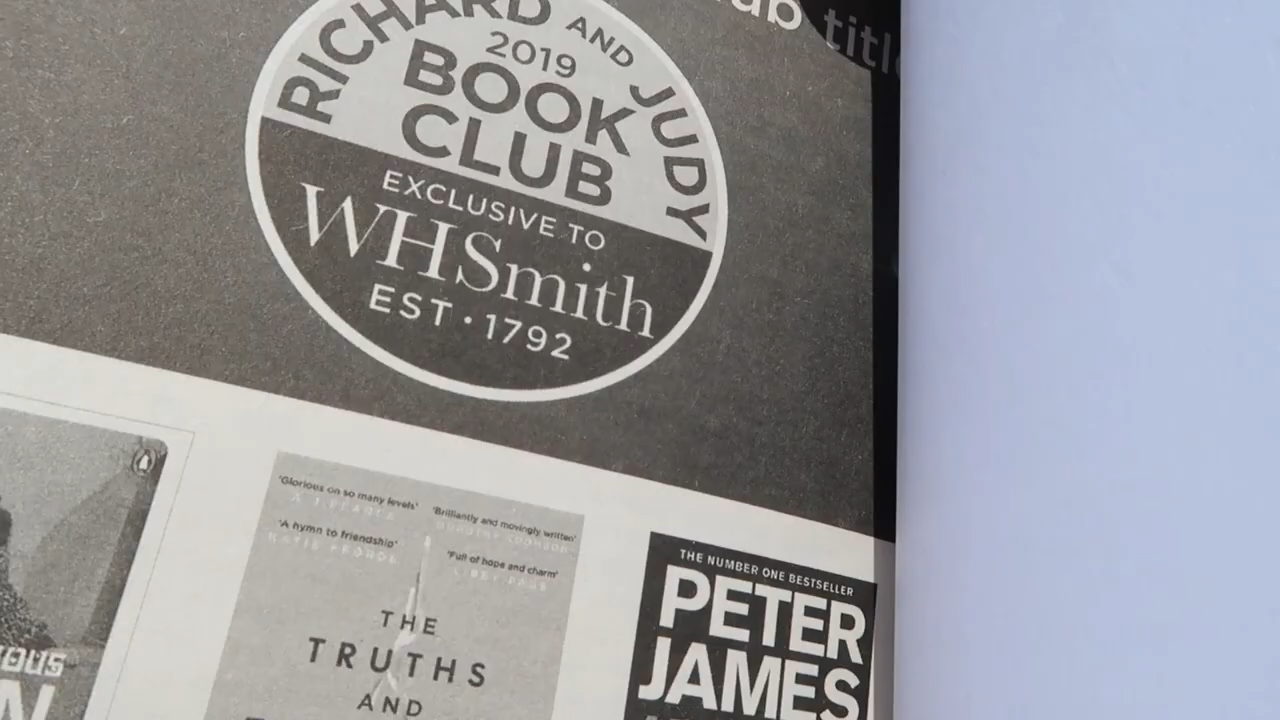 title
RICHARD AND JUDY
2019
BOOK
CLUB
EXCLUSIVE TO
WHSmith
EST · 1792
'Glorious on so many levels'
'Brilliantly and movingly written'
'A hymn to friendship'
'Full of hope and charm'
THE
TRUTHS
AND
THE NUMBER ONE BESTSELLER
PETER
JAMES